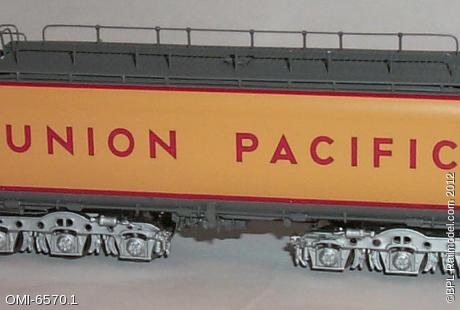 UNION PACIFIC
OMI-6570.1
©BPL-Railmodel.com 2012